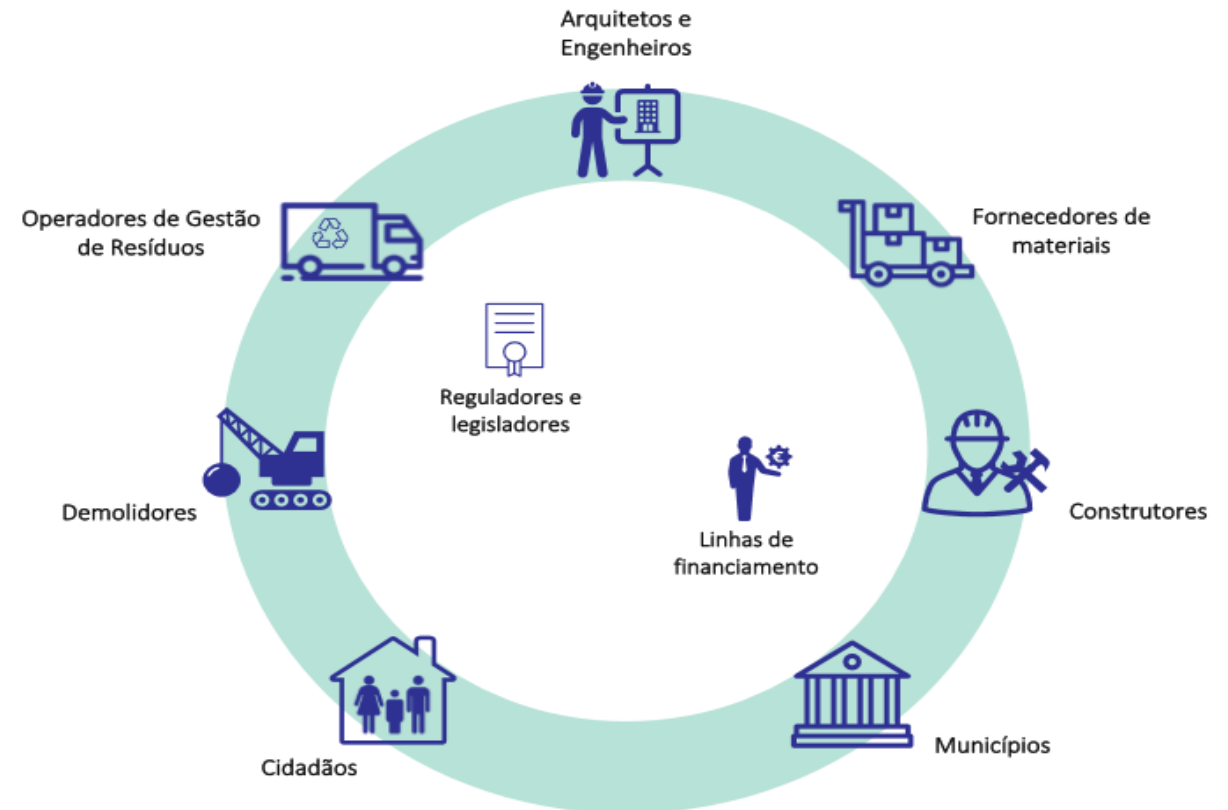 Arquitetos e
Engenheiros
Fornecedores de
materiais
Operadores de Gestão
de Resíduos
Reguladores e
legisladores
Linhas de
financiamento
Demolidores
Construtores
Municípios
Cidadãos